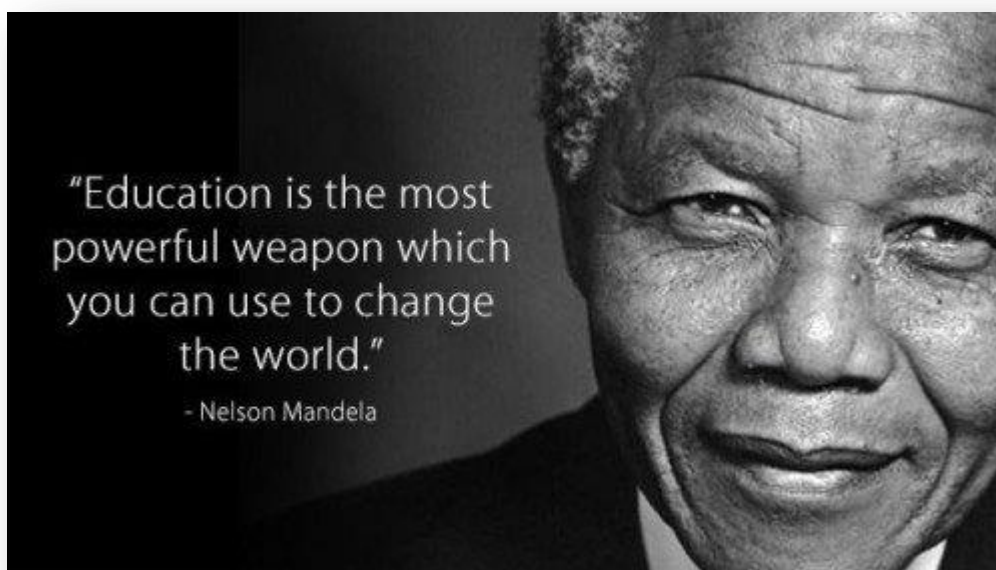 “Education is the most
powerful weapon which
you can use to change
the world.”
- Nelson Mandela